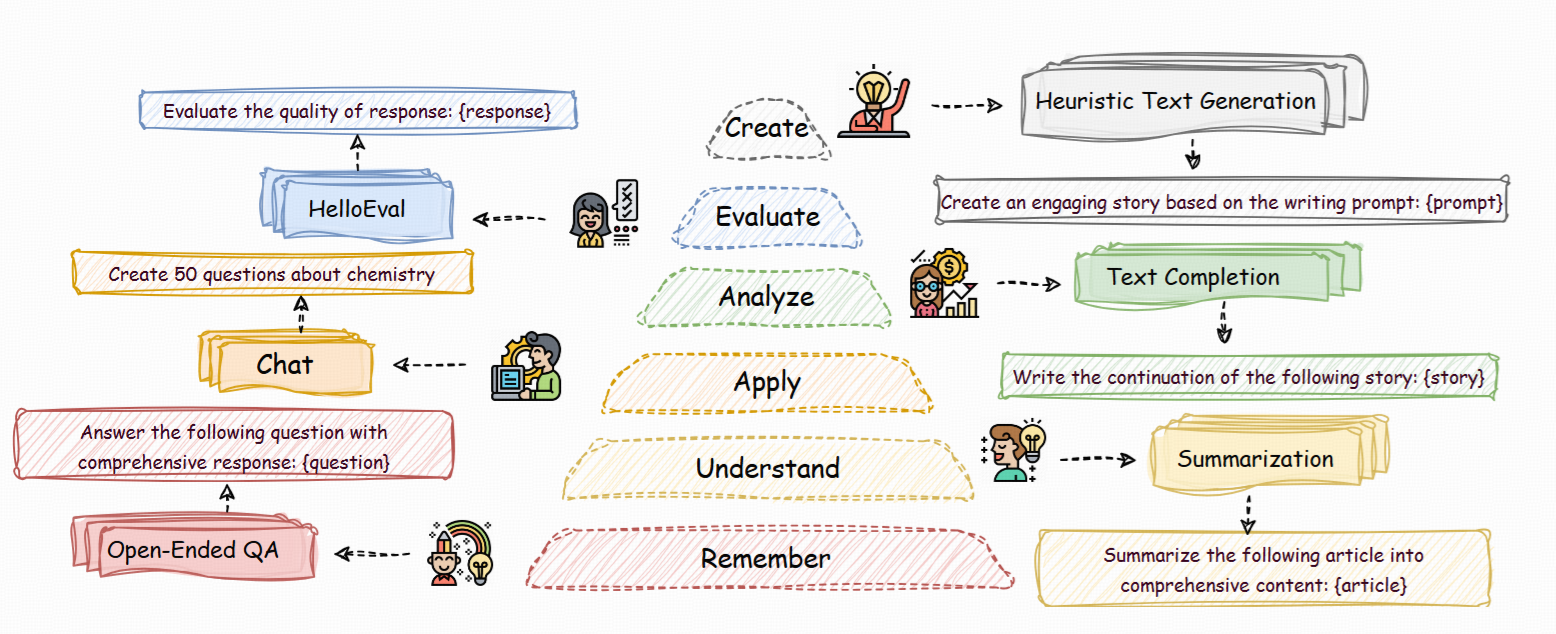 Create
Heuristic Text Generation
Create an engaging story based on the writing prompt: {prompt}
Evaluate the quality of response: {response}
HelloEval
Evaluate
Analyze
Text Completion
Write the continuation of the following story: {story}
Create 50 questions about chemistry
Chat
Apply
Understand
Summarization
Summarize the following article into
comprehensive content: {article}
Answer the following question with
comprehensive response: {question}
Open-Ended QA
Remember